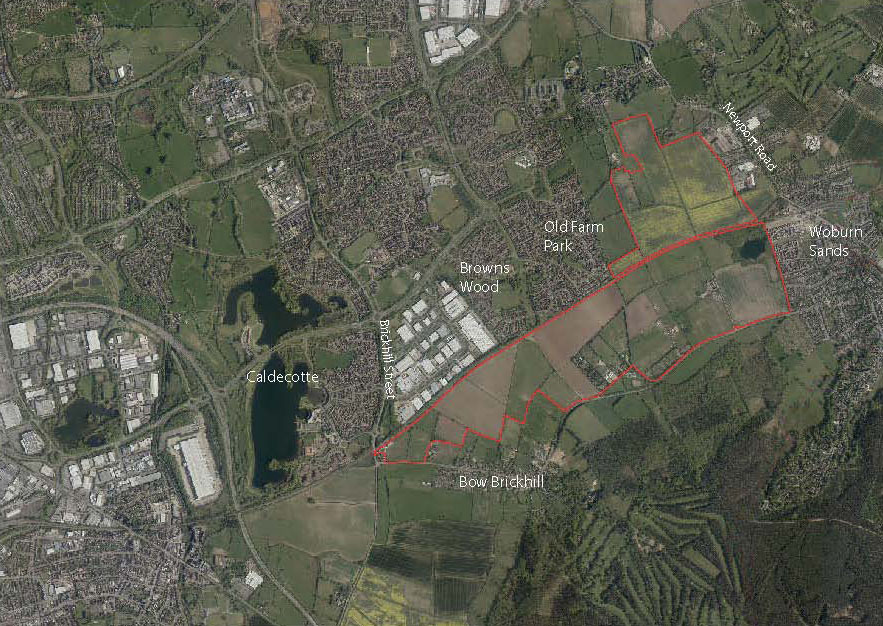 Newport Road
Old Farm
Park
Woburn
Sands
Browns
Wood
Brickhill Street
Caldecotte
Bow Brickhill